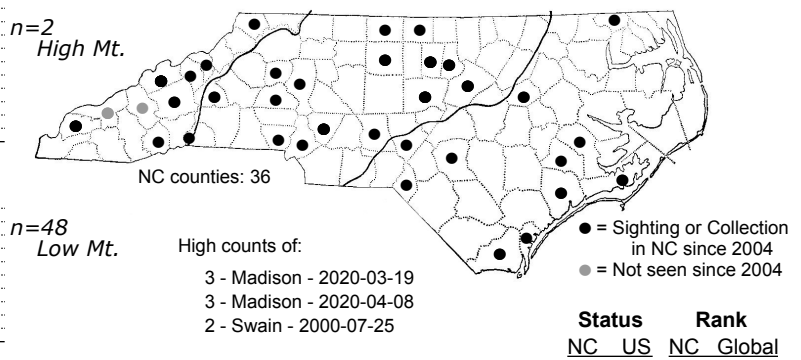 n=2
High Mt.
NC counties: 36
n=48
Low Mt.
High counts of:
3 - Madison - 2020-03-19
3 - Madison - 2020-04-08
2 - Swain - 2000-07-25
● = Sighting or Collection
in NC since 2004
● = Not seen since 2004
Status Rank
NC US NC Global